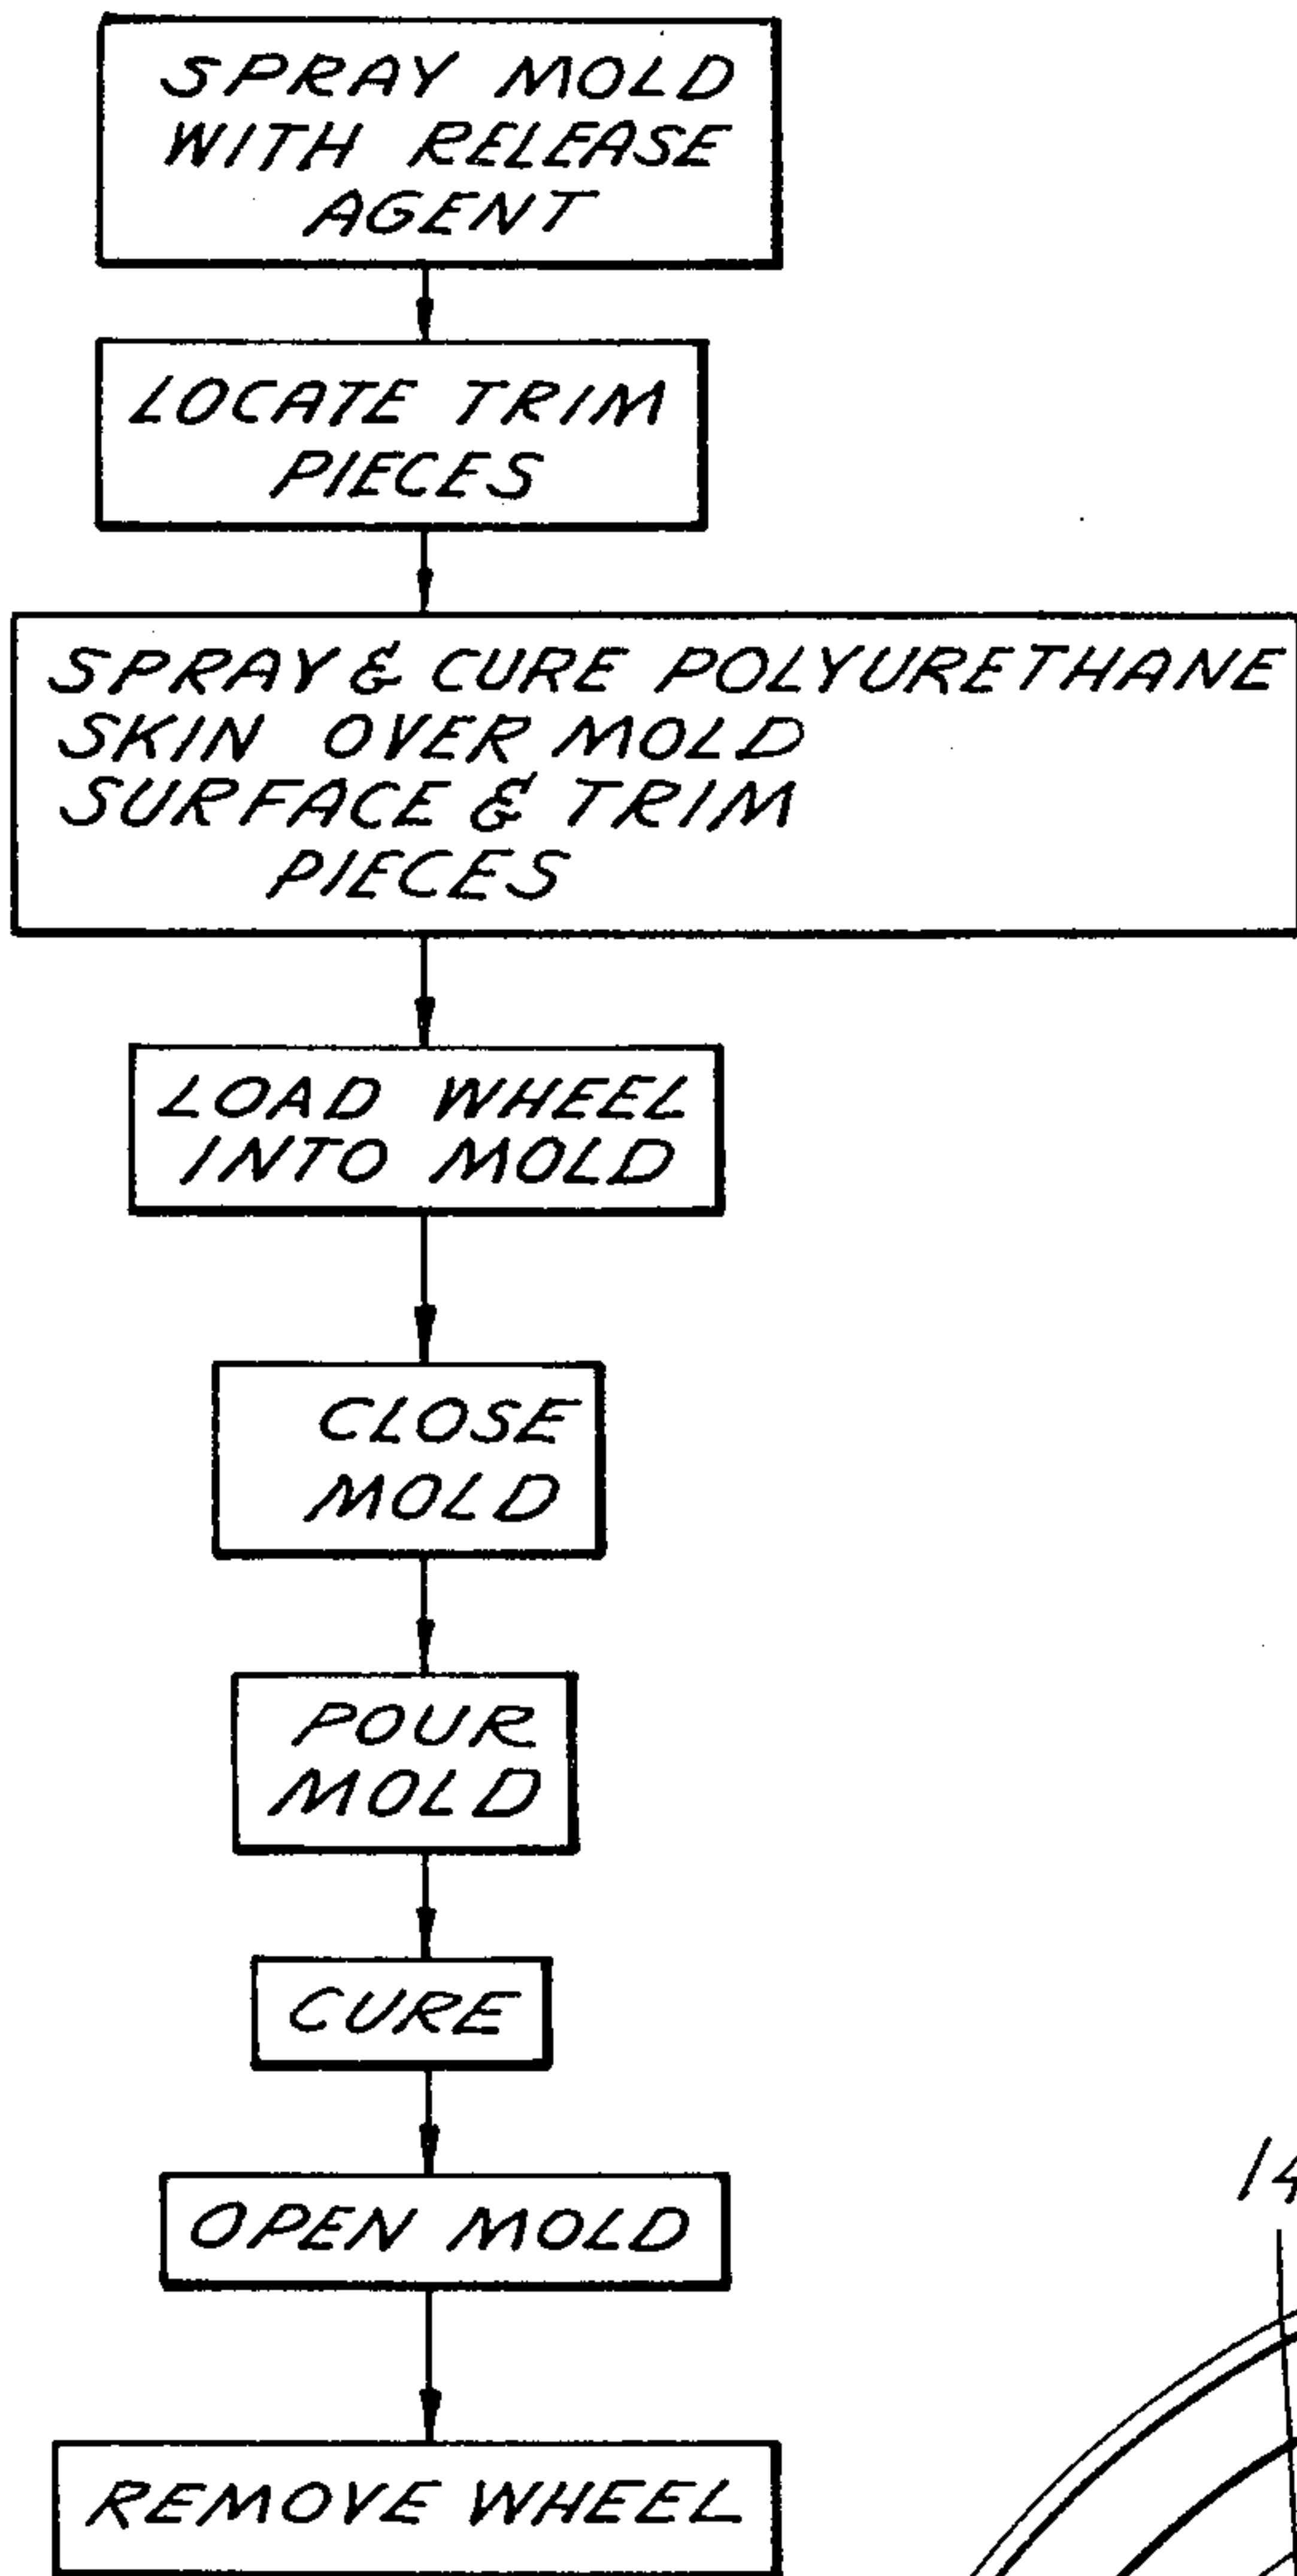 SPRAY MOLD
WITH RELEASE
AGENT
LOCATE TRIM
PIECES
SPRAY & CURE POLYURETHANE
SKIN OVER MOLD
SURFACE & TRIM
PIECES
LOAD WHEEL
INTO MOLD
CLOSE
MOLD
POUR
MOLD
CURE
OPEN MOLD
14
REMOVE WHEEL